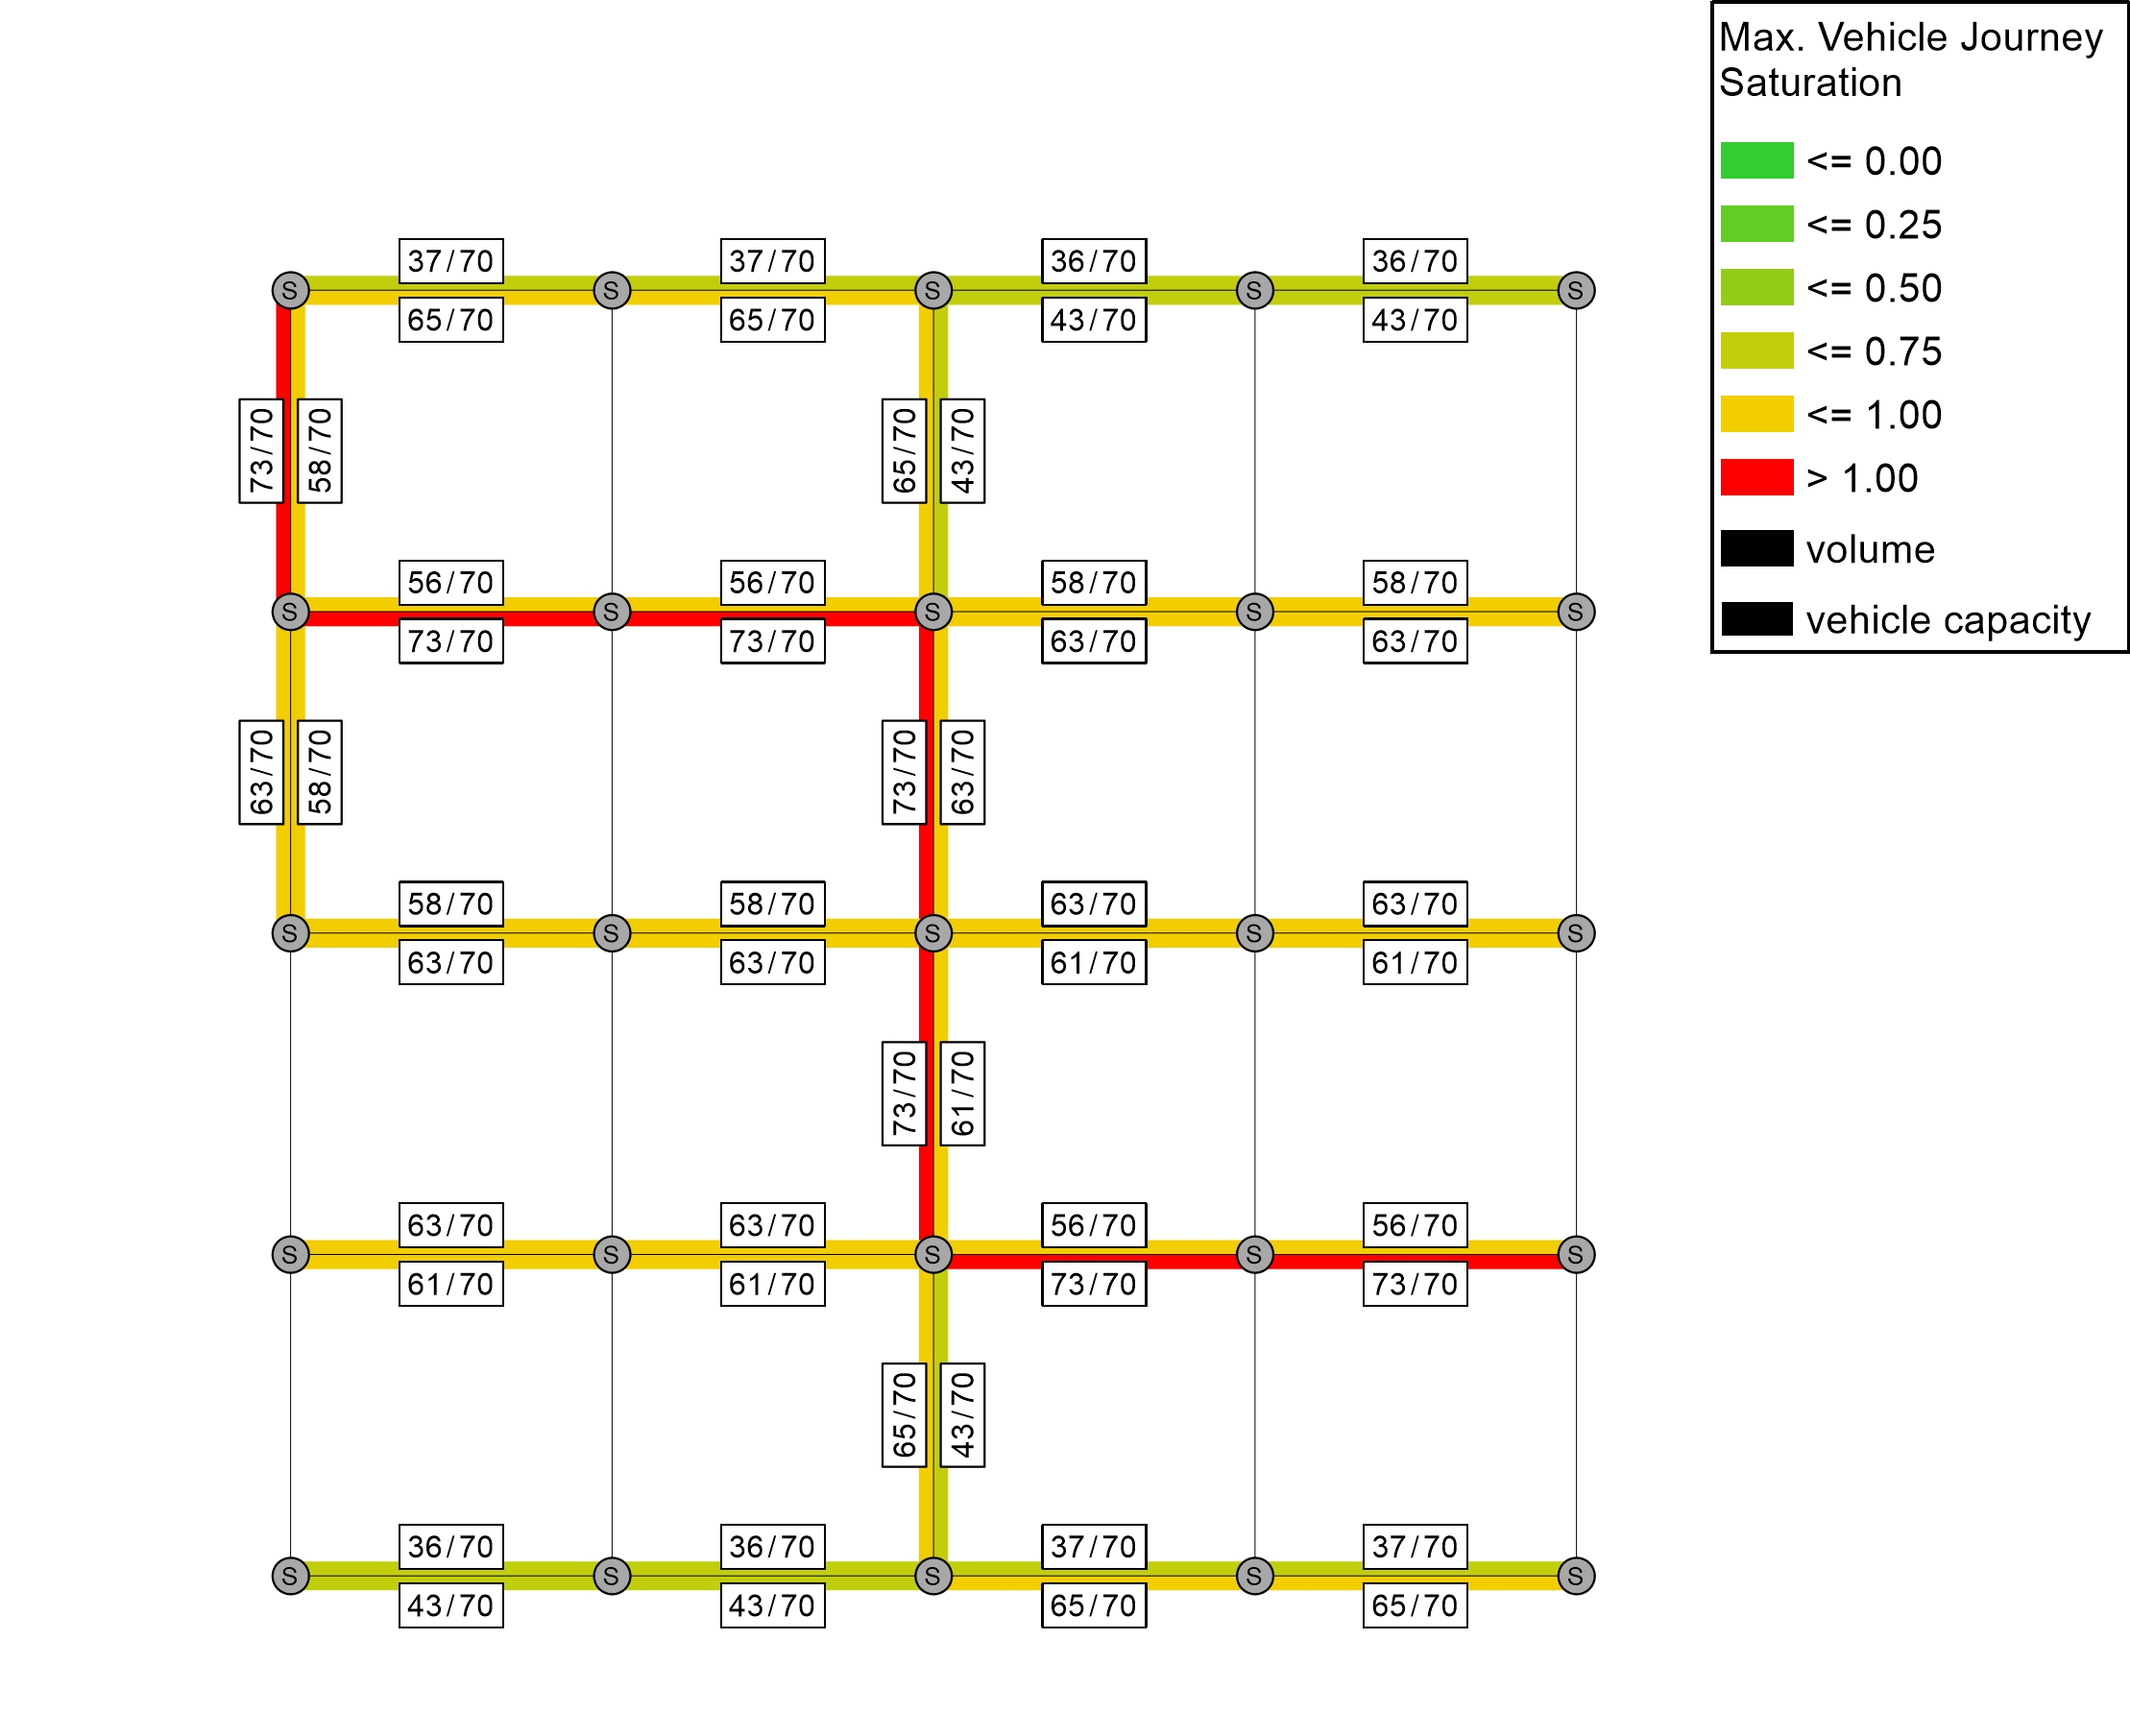 Max. Vehicle Journey
Saturation
<= 0.00
<= 0.25
<= 0.50
<= 0.75
<= 1.00
> 1.00
volume
vehicle capacity
37/70 37/70 36/70 36/70
S S S S S
65/70 65/70 43/70 43/70
73/70 58/70 65/70 43/70
56/70 56/70 58/70 58/70
S S S S S
73/70 73/70 63/70 63/70
63/70 58/70 73/70 63/70
58/70 58/70 63/70 63/70
S S S S S
63/70 63/70 61/70 61/70
73/70 61/70
63/70 63/70 56/70 56/70
S S S S S
61/70 61/70 73/70 73/70
65/70 43/70
36/70 36/70 37/70 37/70
S S S S S
43/70 43/70 65/70 65/70